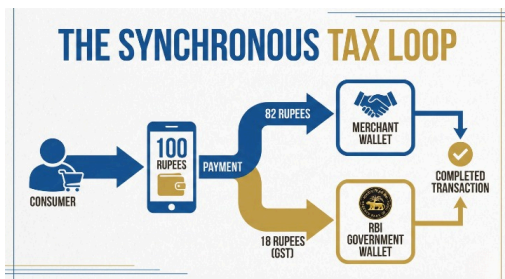 THE SYNCHRONOUS TAX LOOP
CONSUMER
100
RUPEES
PAYMENT
82 RUPEES
MERCHANT
WALLET
18 RUPEES
(GST)
RBI
GOVERNMENT
WALLET
COMPLETED
TRANSACTION